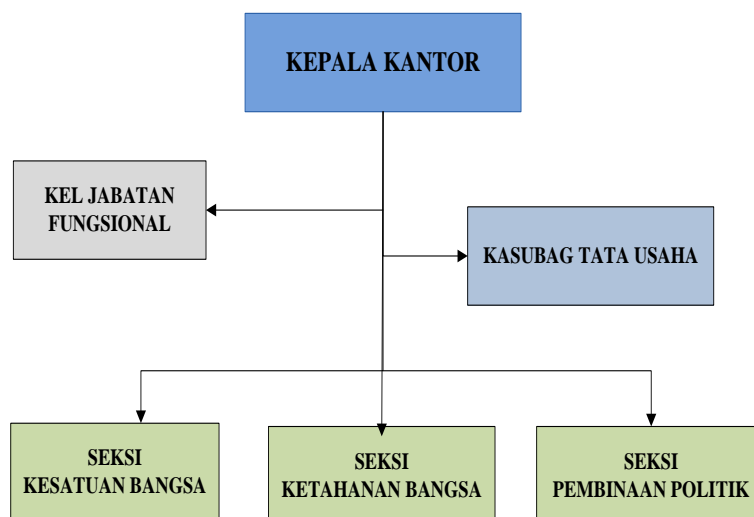 KEPALA KANTOR
KEL JABATAN
FUNGSIONAL
KASUBAG TATA USAHA
SEKSI
KESATUAN BANGSA
SEKSI
KETAHANAN BANGSA
SEKSI
PEMBINAAN POLITIK